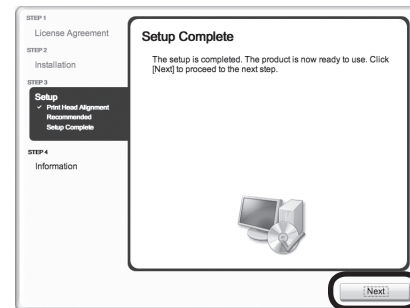 STEP 1
License Agreement
STEP 2
Installation
STEP 3
Setup
✓ Print Head Alignment
Recommended
Setup Complete
STEP 4
Information
Setup Complete
The setup is completed. The product is now ready to use. Click
[Next] to proceed to the next step.
Next